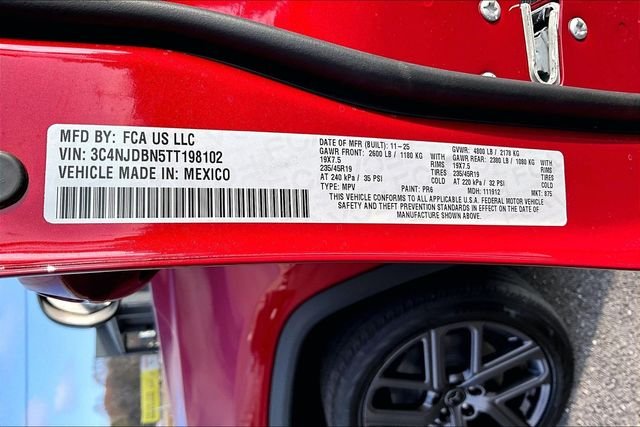 MFD BY: FCA US LLC
VIN: 3C4NJDBN5TT198102
VEHICLE MADE IN: MEXICO
DATE OF MFR (BUILT): 11-25
GAWR FRONT: 2600 LB / 1180 KG WITH
19X7.5 RIMS
235/45R19 TIRES
AT 240 kPa / 35 PSI COLD
TYPE: MPV PAINT: PR6
GVWR: 4800 LB / 2178 KG
GAWR REAR: 2380 LB / 1080 KG WITH
19X7.5 RIMS
235/45R19 TIRES
AT 220 kPa / 32 PSI COLD
MDH: 111912 MKT: 875
THIS VEHICLE CONFORMS TO ALL APPLICABLE U.S.A. FEDERAL MOTOR VEHICLE
SAFETY AND THEFT PREVENTION STANDARDS IN EFFECT ON THE DATE OF
MANUFACTURE SHOWN ABOVE.